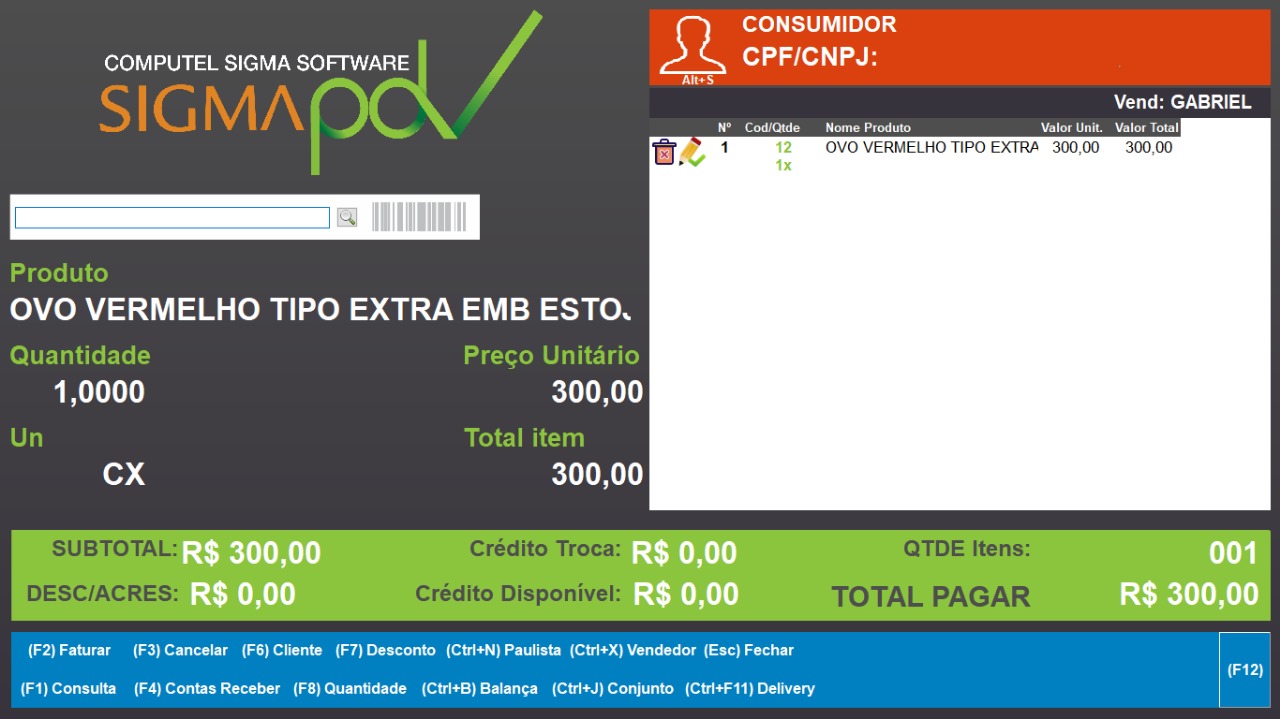 COMPUTEL SIGMA SOFTWARE
SIGMA pdv
CONSUMIDOR
CPF/CNPJ:
Alt+S
Vend: GABRIEL
Nº Cod/Qtde Nome Produto Valor Unit. Valor Total
1 12 OVO VERMELHO TIPO EXTRA 300,00 300,00
1x
Produto
OVO VERMELHO TIPO EXTRA EMB ESTO
Quantidade Preço Unitário
1,0000 300,00
Un Total item
CX 300,00
SUBTOTAL: R$ 300,00 Crédito Troca: R$ 0,00 QTDE Itens: 001
DESC/ACRES: R$ 0,00 Crédito Disponível: R$ 0,00 TOTAL PAGAR R$ 300,00
(F2) Faturar (F3) Cancelar (F6) Cliente (F7) Desconto (Ctrl+N) Paulista (Ctrl+X) Vendedor (Esc) Fechar
(F12)
(F1) Consulta (F4) Contas Receber (F8) Quantidade (Ctrl+B) Balança (Ctrl+J) Conjunto (Ctrl+F11) Delivery